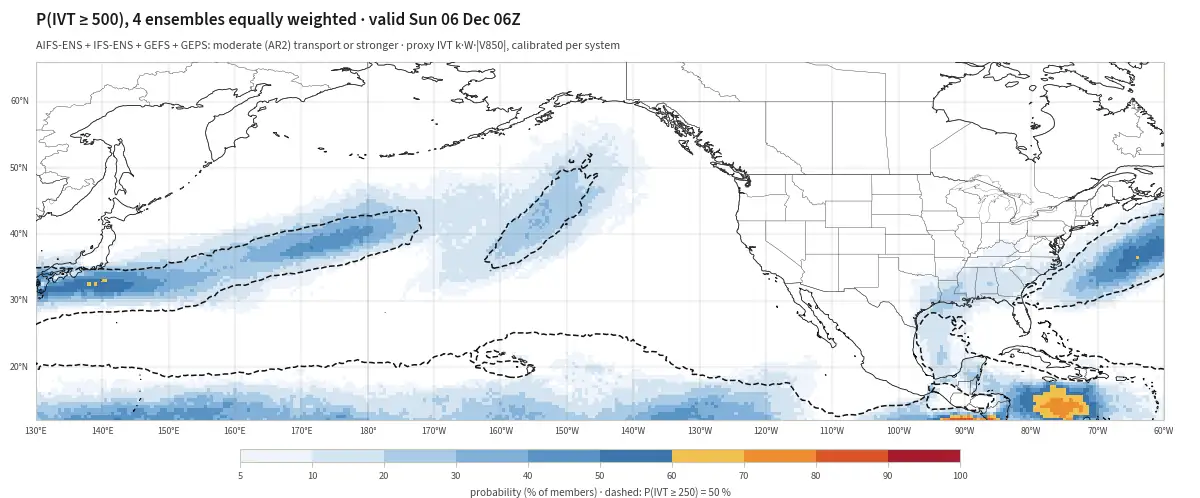 P(IVT ≥ 500), 4 ensembles equally weighted · valid Sun 06 Dec 06Z
AIFS-ENS + IFS-ENS + GEFS + GEPS: moderate (AR2) transport or stronger · proxy IVT k·W·|V850|, calibrated per system
60°N
50°N
40°N
30°N
20°N
130°E 140°E 150°E 160°E 170°E 180° 170°W 160°W 150°W 140°W 130°W 120°W 110°W 100°W 90°W 80°W 70°W 60°W
5 10 20 30 40 50 60 70 80 90 100
probability (% of members) · dashed: P(IVT ≥ 250) = 50 %